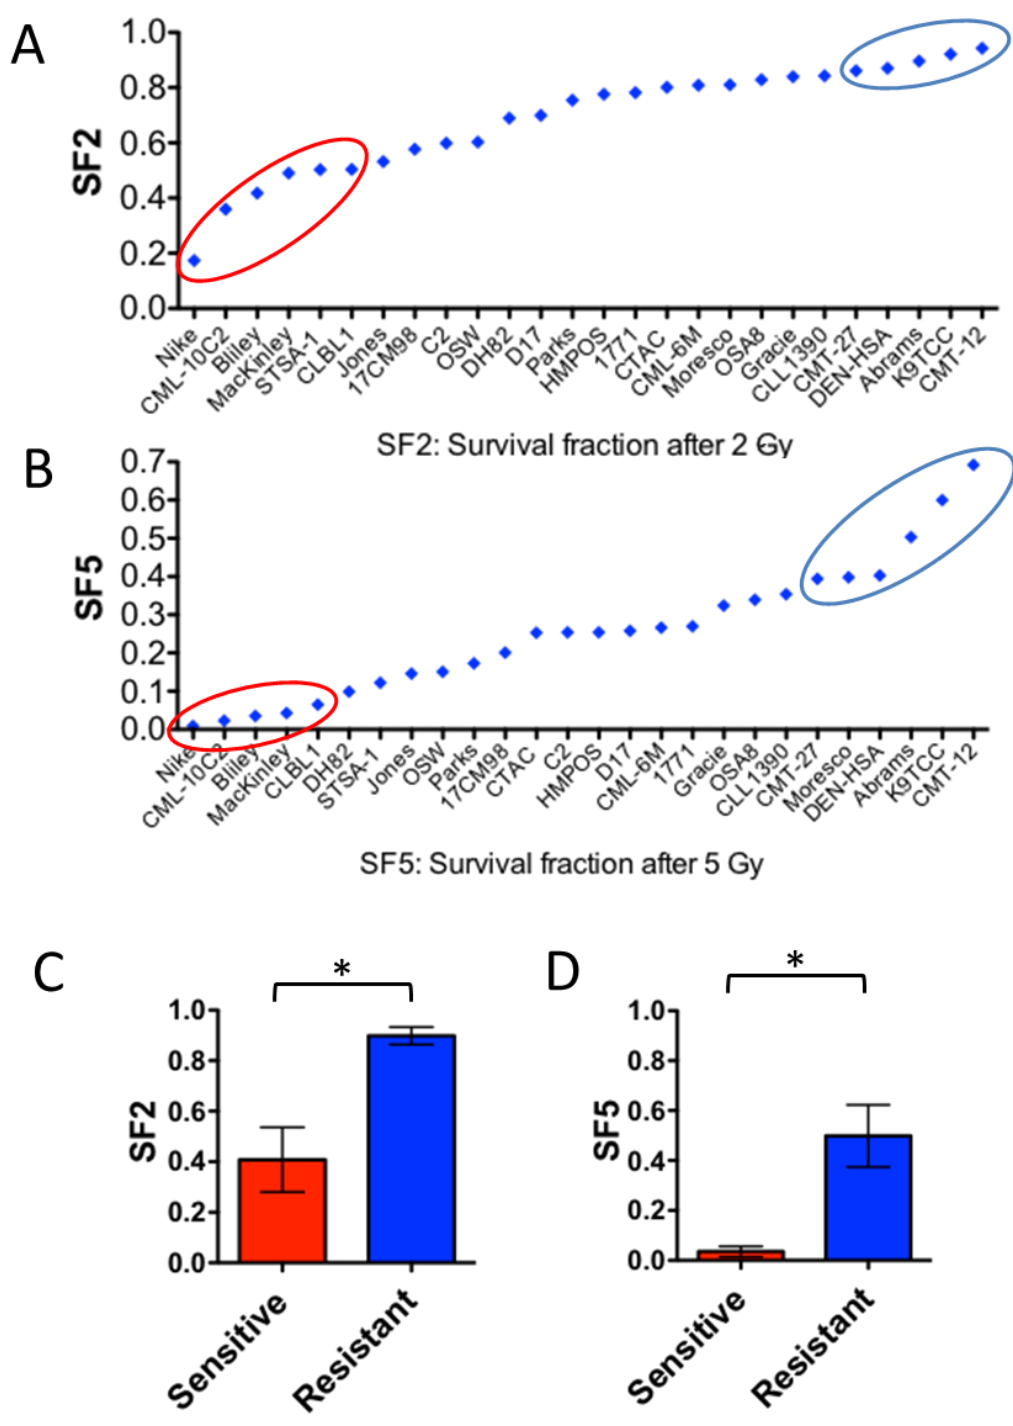 A
SF2
1.0
0.8
0.6
0.4
0.2
0.0
Nike
CML-10C2
Bliley
MacKinley
STSA-1
CLBL1
Jones
17CM98
C2
OSW
DH82
D17
Parks
HMPOS
1771
CTAC
CML-6M
Moresco
OSA8
Gracie
CLL1390
CMT-27
DEN-HSA
Abrams
K9TCC
CMT-12
SF2: Survival fraction after 2 Gy
B
SF5
0.7
0.6
0.5
0.4
0.3
0.2
0.1
0.0
Nike
CML-10C2
Bliley
MacKinley
CLBL1
DH82
STSA-1
Jones
OSW
Parks
17CM98
CTAC
C2
HMPOS
D17
CML-6M
1771
Gracie
OSA8
CLL1390
CMT-27
Moresco
DEN-HSA
Abrams
K9TCC
CMT-12
SF5: Survival fraction after 5 Gy
C
*
SF2
1.0
0.8
0.6
0.4
0.2
0.0
Sensitive
Resistant
D
*
SF5
1.0
0.8
0.6
0.4
0.2
0.0
Sensitive
Resistant